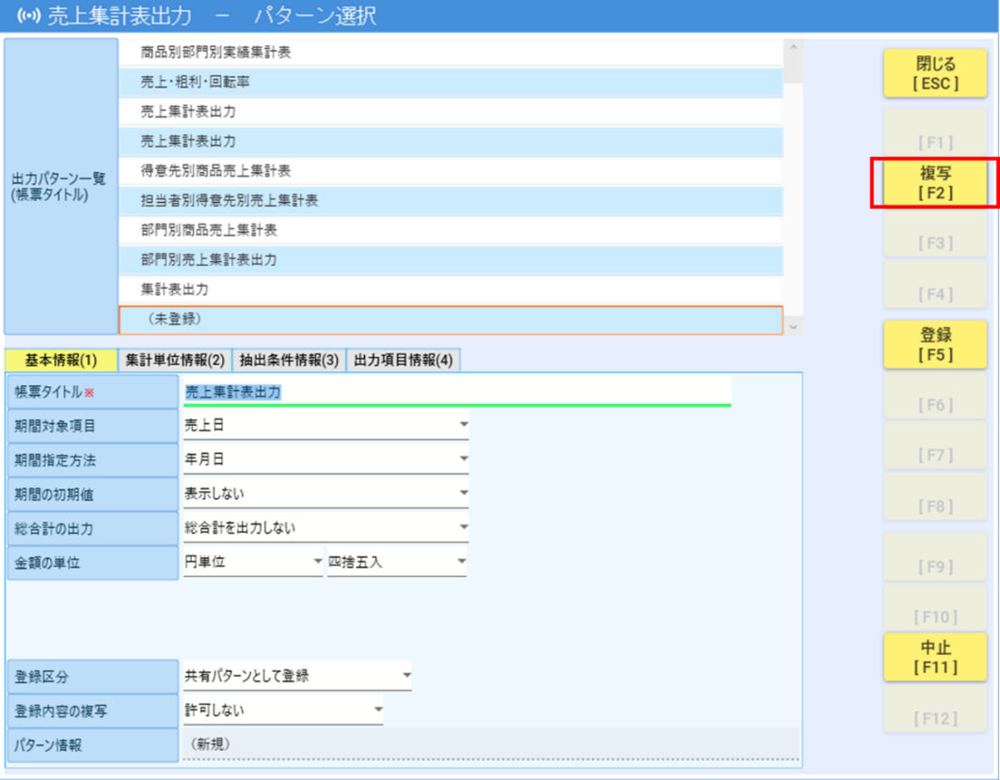 売上集計表出力 － パターン選択
商品別部門別実績集計表
売上・粗利・回転率
売上集計表出力
売上集計表出力
得意先別商品売上集計表
担当者別得意先別売上集計表
部門別商品売上集計表
部門別売上集計表出力
集計表出力
（未登録）
出力パターン一覧
(帳票タイトル)
基本情報(1) 集計単位情報(2) 抽出条件情報(3) 出力項目情報(4)
帳票タイトル※ 売上集計表出力
期間対象項目 売上日
期間指定方法 年月日
期間の初期値 表示しない
総合計の出力 総合計を出力しない
金額の単位 円単位 四捨五入
登録区分 共有パターンとして登録
登録内容の複写 許可しない
パターン情報 （新規）
閉じる
[ ESC ]
[ F1 ]
複写
[ F2 ]
[ F3 ]
[ F4 ]
登録
[ F5 ]
[ F6 ]
[ F7 ]
[ F8 ]
[ F9 ]
[ F10 ]
中止
[ F11 ]
[ F12 ]